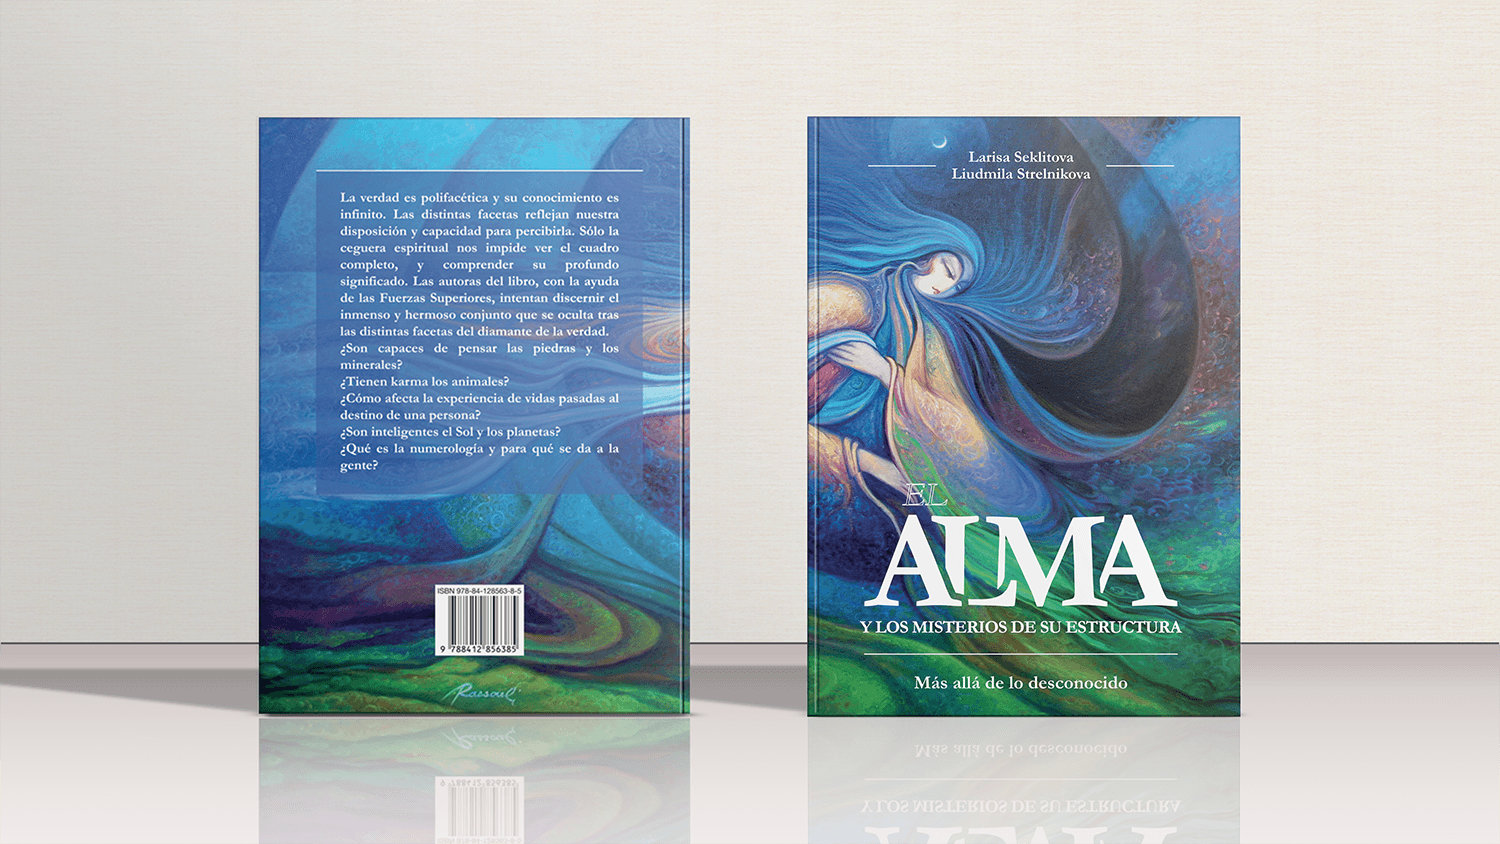 La verdad es polifacética y su conocimiento es
infinito. Las distintas facetas reflejan nuestra
disposición y capacidad para percibirla. Sólo la
ceguera espiritual nos impide ver el cuadro
completo, y comprender su profundo
significado. Las autoras del libro, con la ayuda
de las Fuerzas Superiores, intentan discernir el
inmenso y hermoso conjunto que se oculta tras
las distintas facetas del diamante de la verdad.
¿Son capaces de pensar las piedras y los
minerales?
¿Tienen karma los animales?
¿Cómo afecta la experiencia de vidas pasadas al
destino de una persona?
¿Son inteligentes el Sol y los planetas?
¿Qué es la numerología y para qué se da a la
gente?
ISBN 978-84-128563-8-5
9 788412 856385
Larisa Seklitova
Liudmila Strelnikova
EL
ALMA
Y LOS MISTERIOS DE SU ESTRUCTURA
Más allá de lo desconocido